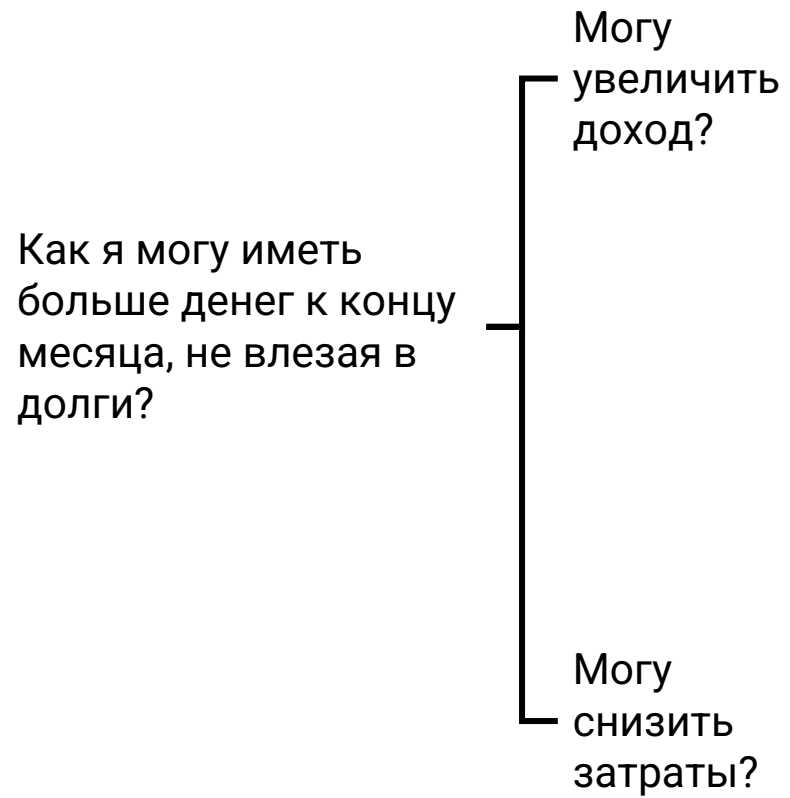 Могу
увеличить
доход?
Как я могу иметь
больше денег к концу
месяца, не влезая в
долги?
Могу
снизить
затраты?